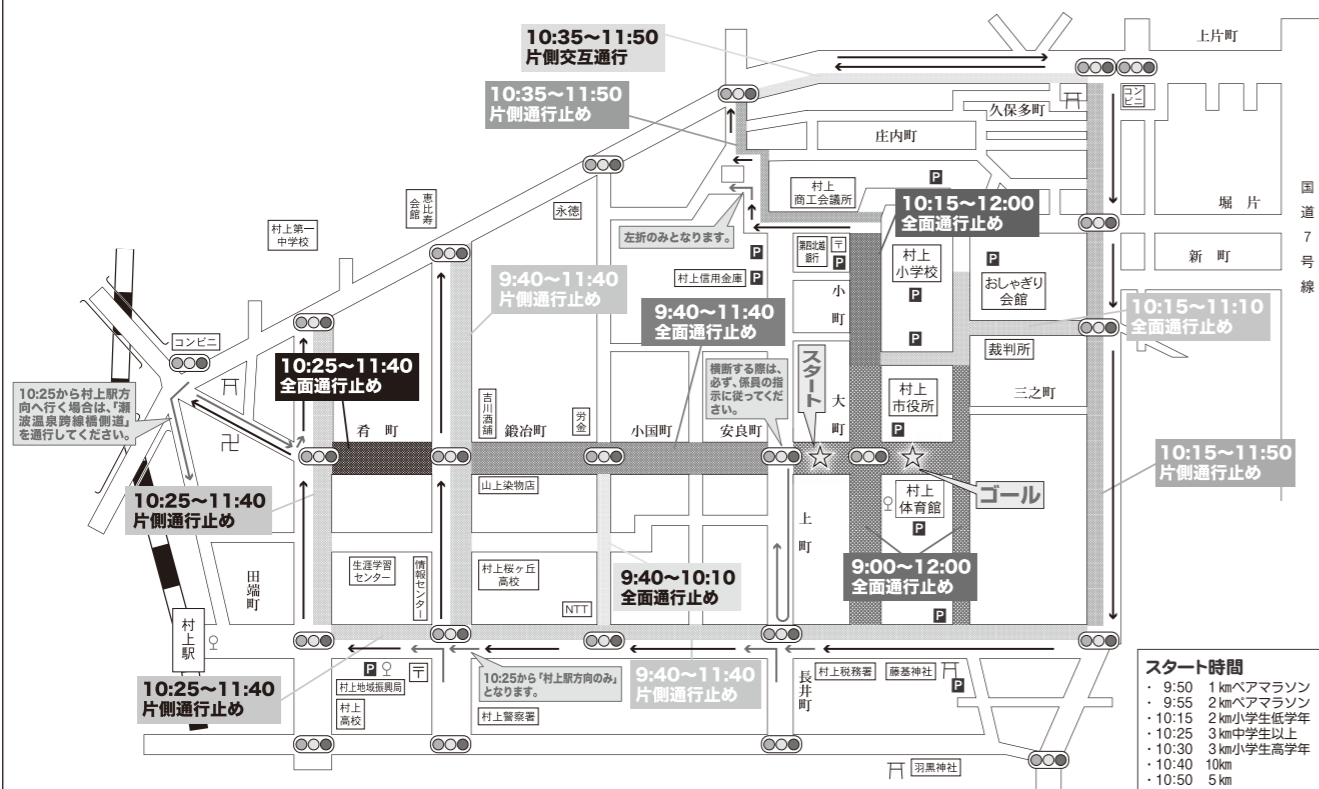 10:35～11:50
片側交互通行
上片町
10:35～11:50
片側通行止め
コン
ビニ
久保多町
庄内町
国道7号線
堀片
新町
恵比寿
会館
永徳
村上
商工会議所
10:15～12:00
全面通行止め
村上第一
中学校
左折のみとなります。
第四北越
銀行
〒
P
P
P
P
村上
小学校
P
P
おしゃぎり
会館
P
村上信用金庫
P
小町
9:40～11:40
片側通行止め
9:40～11:40
全面通行止め
10:15～11:10
全面通行止め
裁判所
コンビニ
10:25～11:40
全面通行止め
横断する際は、
必ず、係員の指
示に従ってくだ
さい。
スタート
10:25から村上駅方
向へ行く場合は、「瀬
波温泉跨線橋側道」
を通行してください。
卍
肴町
吉川酒舗
鍛冶町
労金
小国町
安良町
大町
村上
市役所
P
三之町
☆
☆
ゴール
10:15～11:50
片側通行止め
10:25～11:40
片側通行止め
山上染物店
上町
村上
体育館
P
田端町
生涯学習
センター
情報センター
村上桜ヶ丘
高校
NTT
9:40～10:10
全面通行止め
9:00～12:00
全面通行止め
P
村上駅
10:25～11:40
片側通行止め
P
〒
村上地域振興局
村上
高校
10:25から「村上駅方向のみ」
となります。
村上警察署
9:40～11:40
片側通行止め
長井町
村上税務署
藤基神社
P
羽黒神社
スタート時間
・ 9:50 1㎞ペアマラソン
・ 9:55 2㎞ペアマラソン
・10:15 2㎞小学生低学年
・10:25 3㎞中学生以上
・10:30 3㎞小学生高学年
・10:40 10㎞
・10:50 5㎞